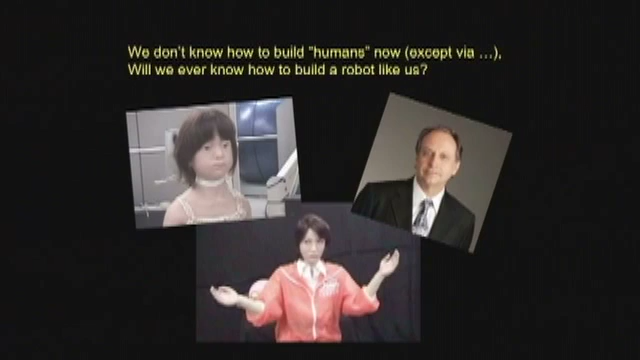 We don't know how to build "humans" now (except via …),
Will we ever know how to build a robot like us?